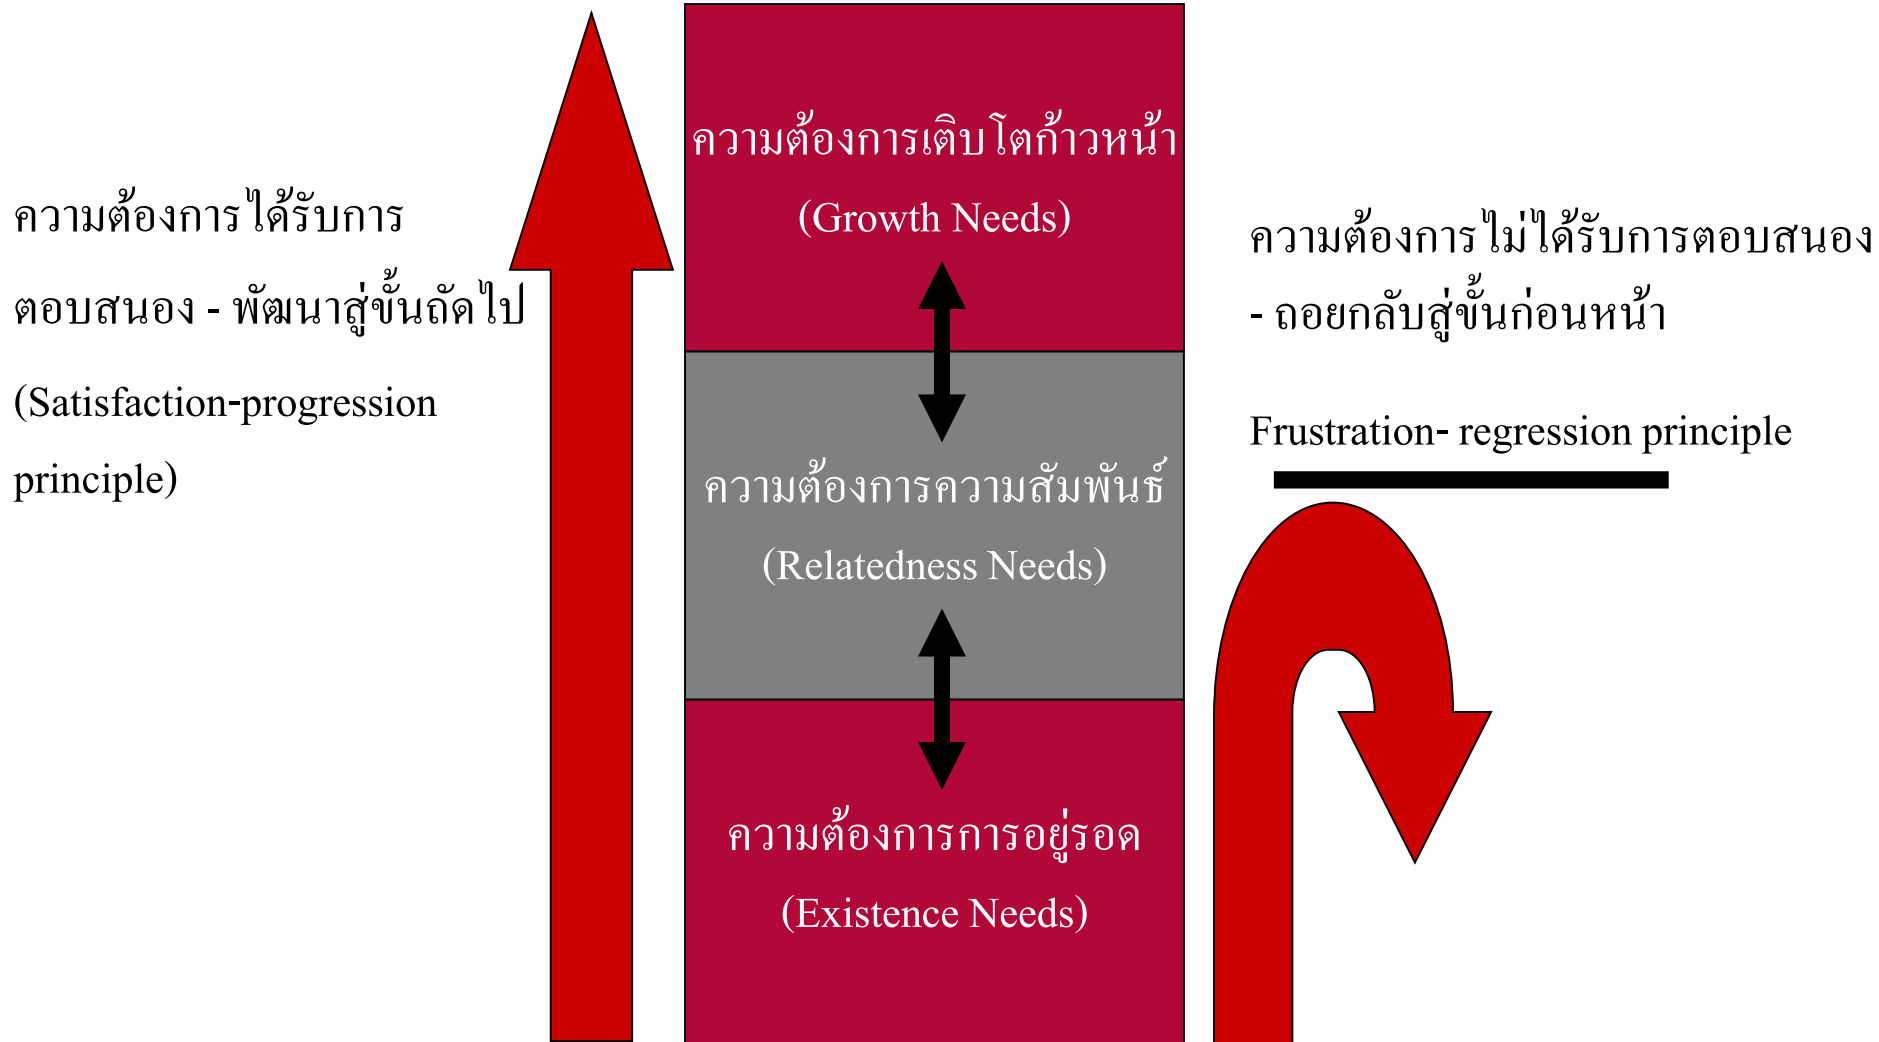 ความต้องการได้รับการ
ตอบสนอง - พัฒนาสู่ขั้นถัดไป
(Satisfaction-progression
principle)
ความต้องการเติบโตก้าวหน้า
(Growth Needs)
ความต้องการความสัมพันธ์
(Relatedness Needs)
ความต้องการการอยู่รอด
(Existence Needs)
ความต้องการไม่ได้รับการตอบสนอง
- ถอยกลับสู่ขั้นก่อนหน้า
Frustration- regression principle